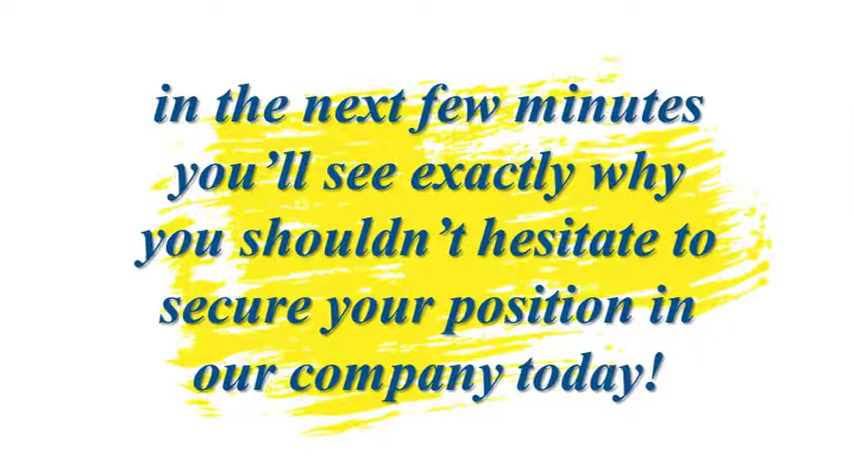 in the next few minutes
you’ll see exactly why
you shouldn’t hesitate to
secure your position in
our company today!